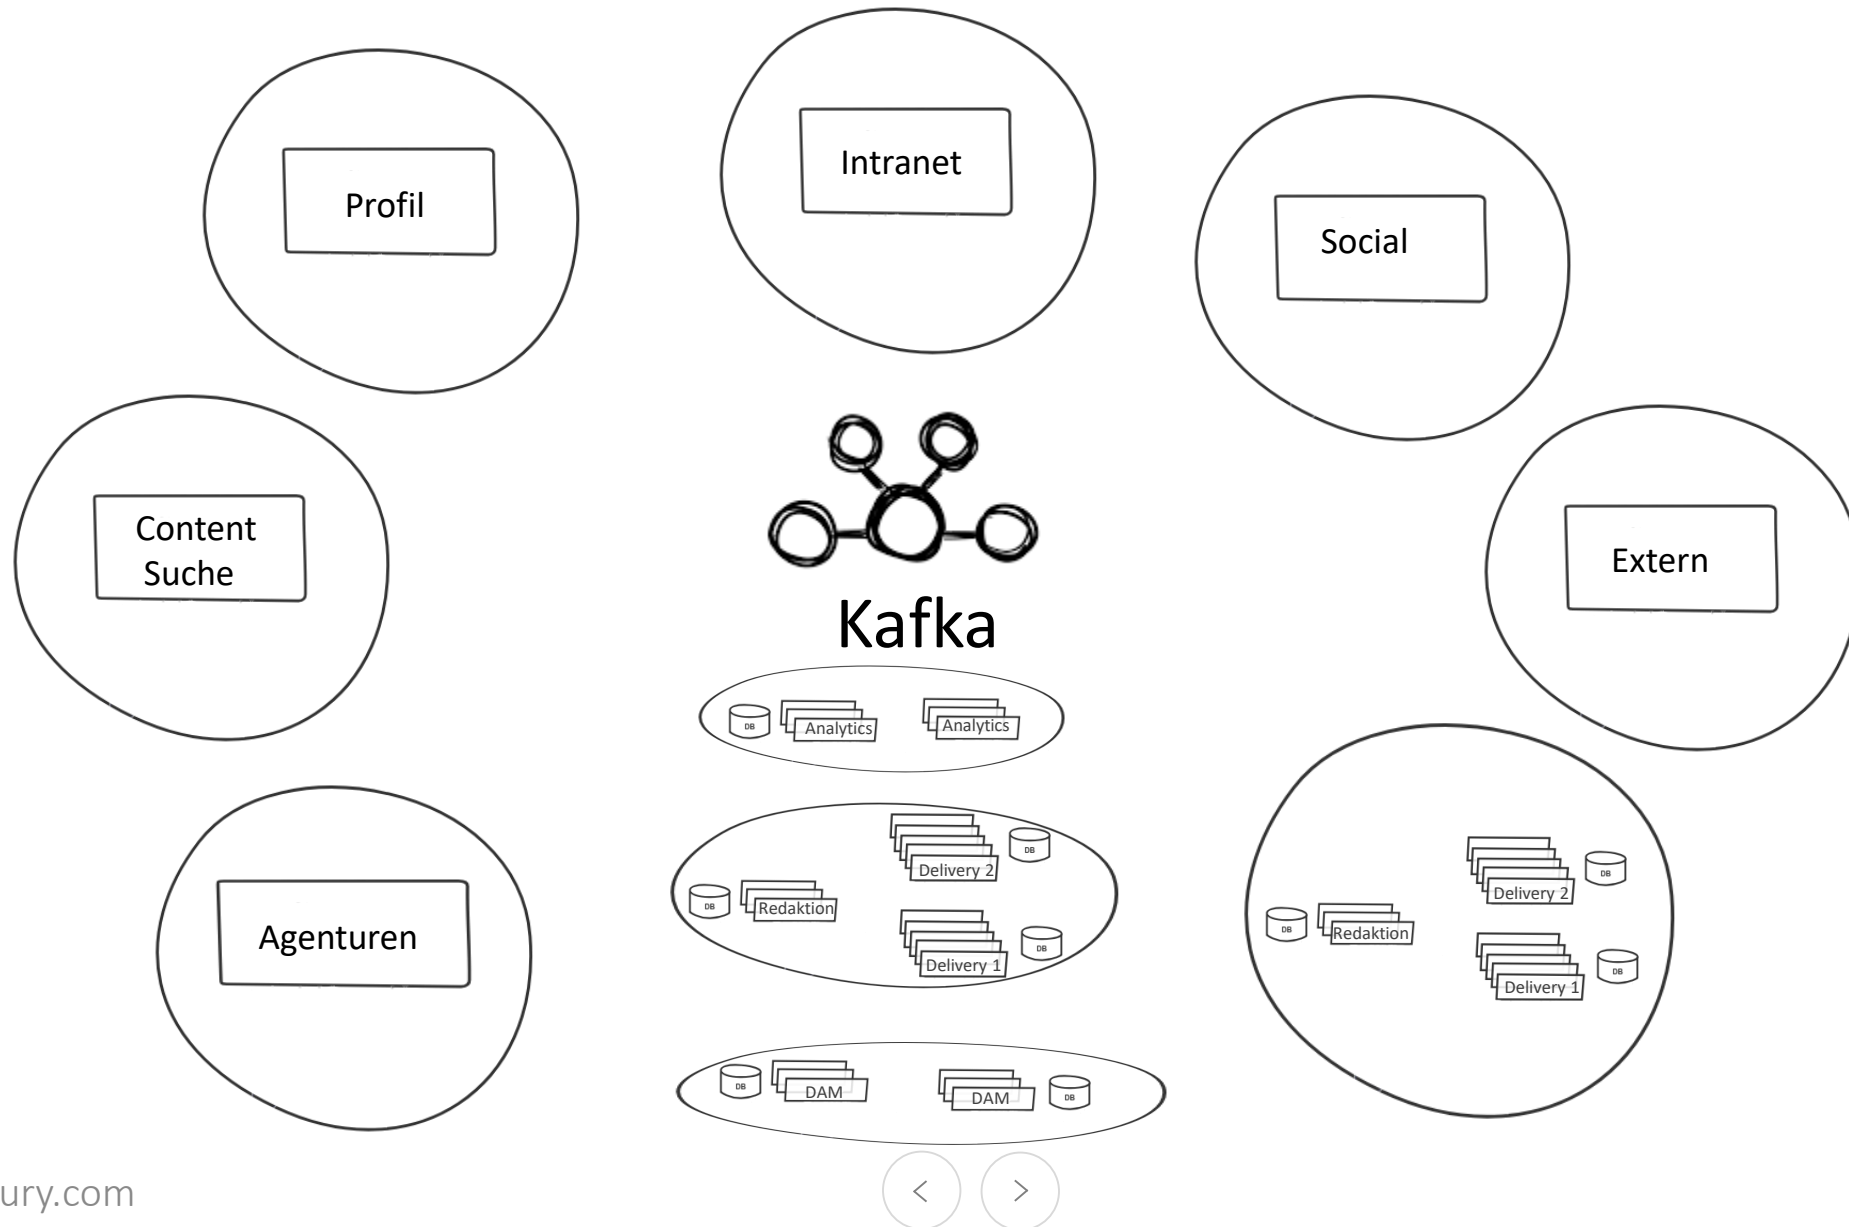 Intranet
Profil
Social
Content
Suche
Extern
Kafka
DB
Analytics
Analytics
Delivery 2
DB
DB
Redaktion
Delivery 1
DB
Delivery 2
DB
DB
Redaktion
Delivery 1
DB
Agenturen
DB
DAM
DAM
DB
ury.com